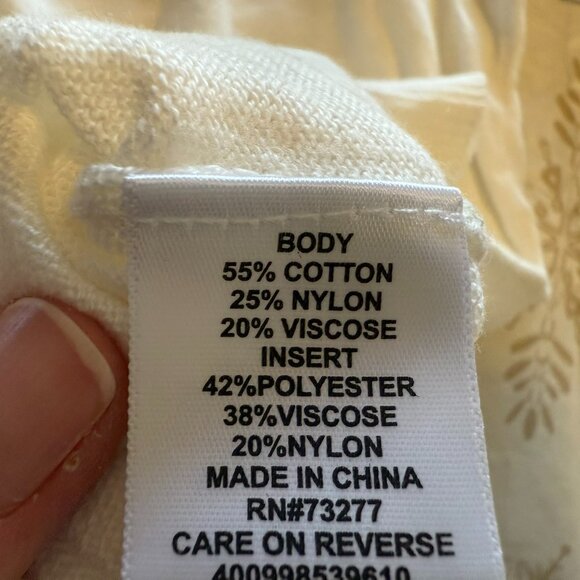 BODY
55% COTTON
25% NYLON
20% VISCOSE
INSERT
42%POLYESTER
38%VISCOSE
20%NYLON
MADE IN CHINA
RN#73277
CARE ON REVERSE
400998539610